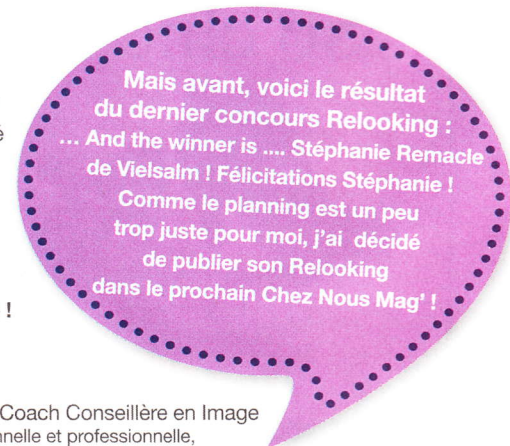 Mais avant, voici le résultat
du dernier concours Relooking :
... And the winner is .... Stéphanie Remacle
de Vielsalm ! Félicitations Stéphanie !
Comme le planning est un peu
trop juste pour moi, j'ai décidé
de publier son Relooking
dans le prochain Chez Nous Mag' !
!
Coach Conseillère en Image
nnelle et professionnelle,